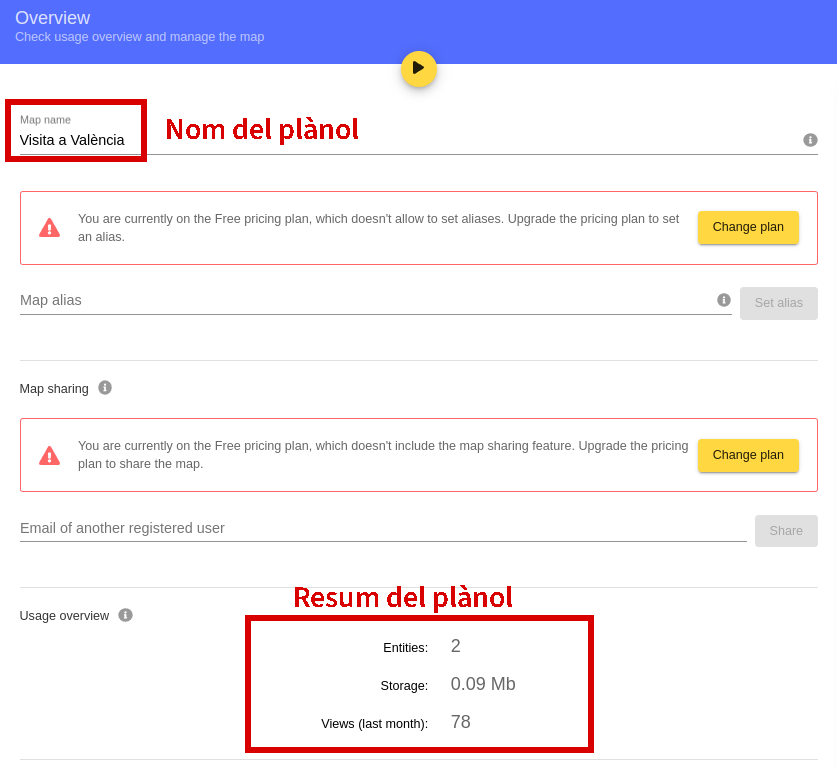 Overview
Check usage overview and manage the map
Map name
Visita a València
Nom del plànol
You are currently on the Free pricing plan, which doesn't allow to set aliases. Upgrade the pricing plan to set
an alias.
Change plan
Map alias
Set alias
Map sharing
You are currently on the Free pricing plan, which doesn't include the map sharing feature. Upgrade the pricing
plan to share the map.
Change plan
Email of another registered user
Share
Resum del plànol
Usage overview
Entities: 2
Storage: 0.09 Mb
Views (last month): 78